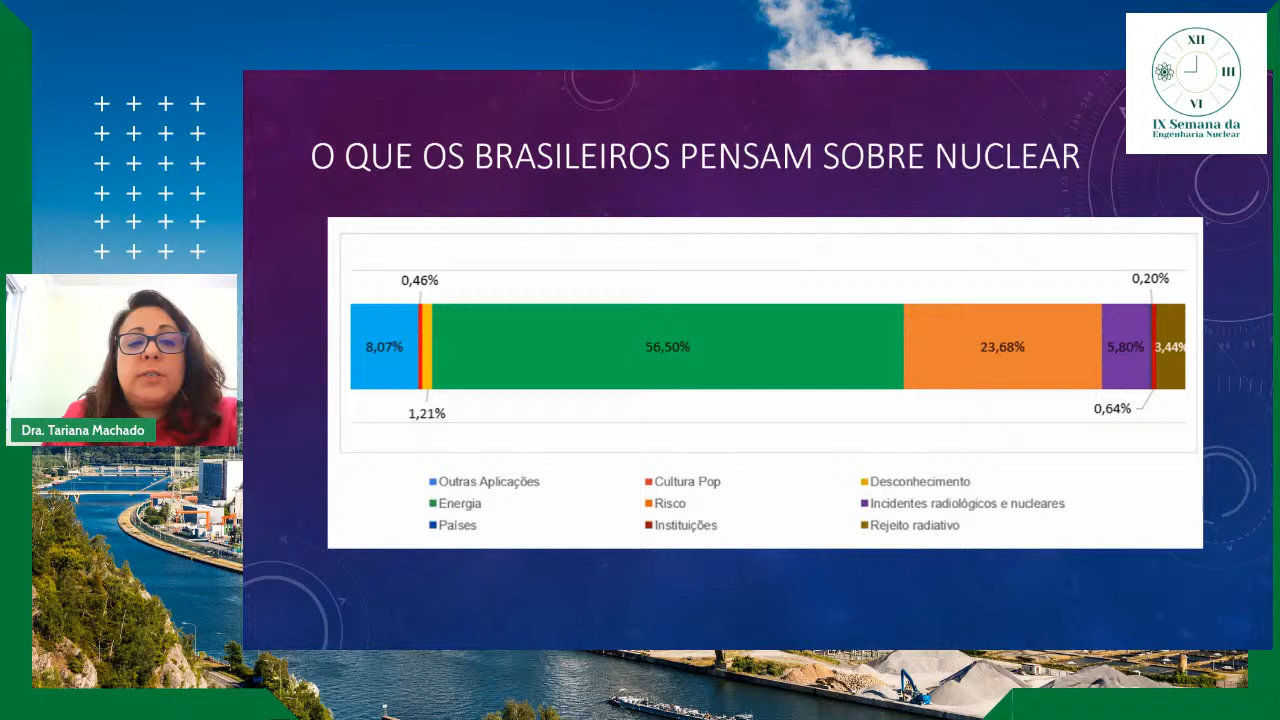 XII
III
VI
IX Semana da
Engenharia Nuclear
O QUE OS BRASILEIROS PENSAM SOBRE NUCLEAR
0,46%
0,20%
8,07%
56,50%
23,68%
5,80%
3,44%
1,21%
0,64%
Outras Aplicações
Cultura Pop
Desconhecimento
Energia
Risco
Incidentes radiológicos e nucleares
Países
Instituições
Rejeito radiativo
Dra. Tariana Machado